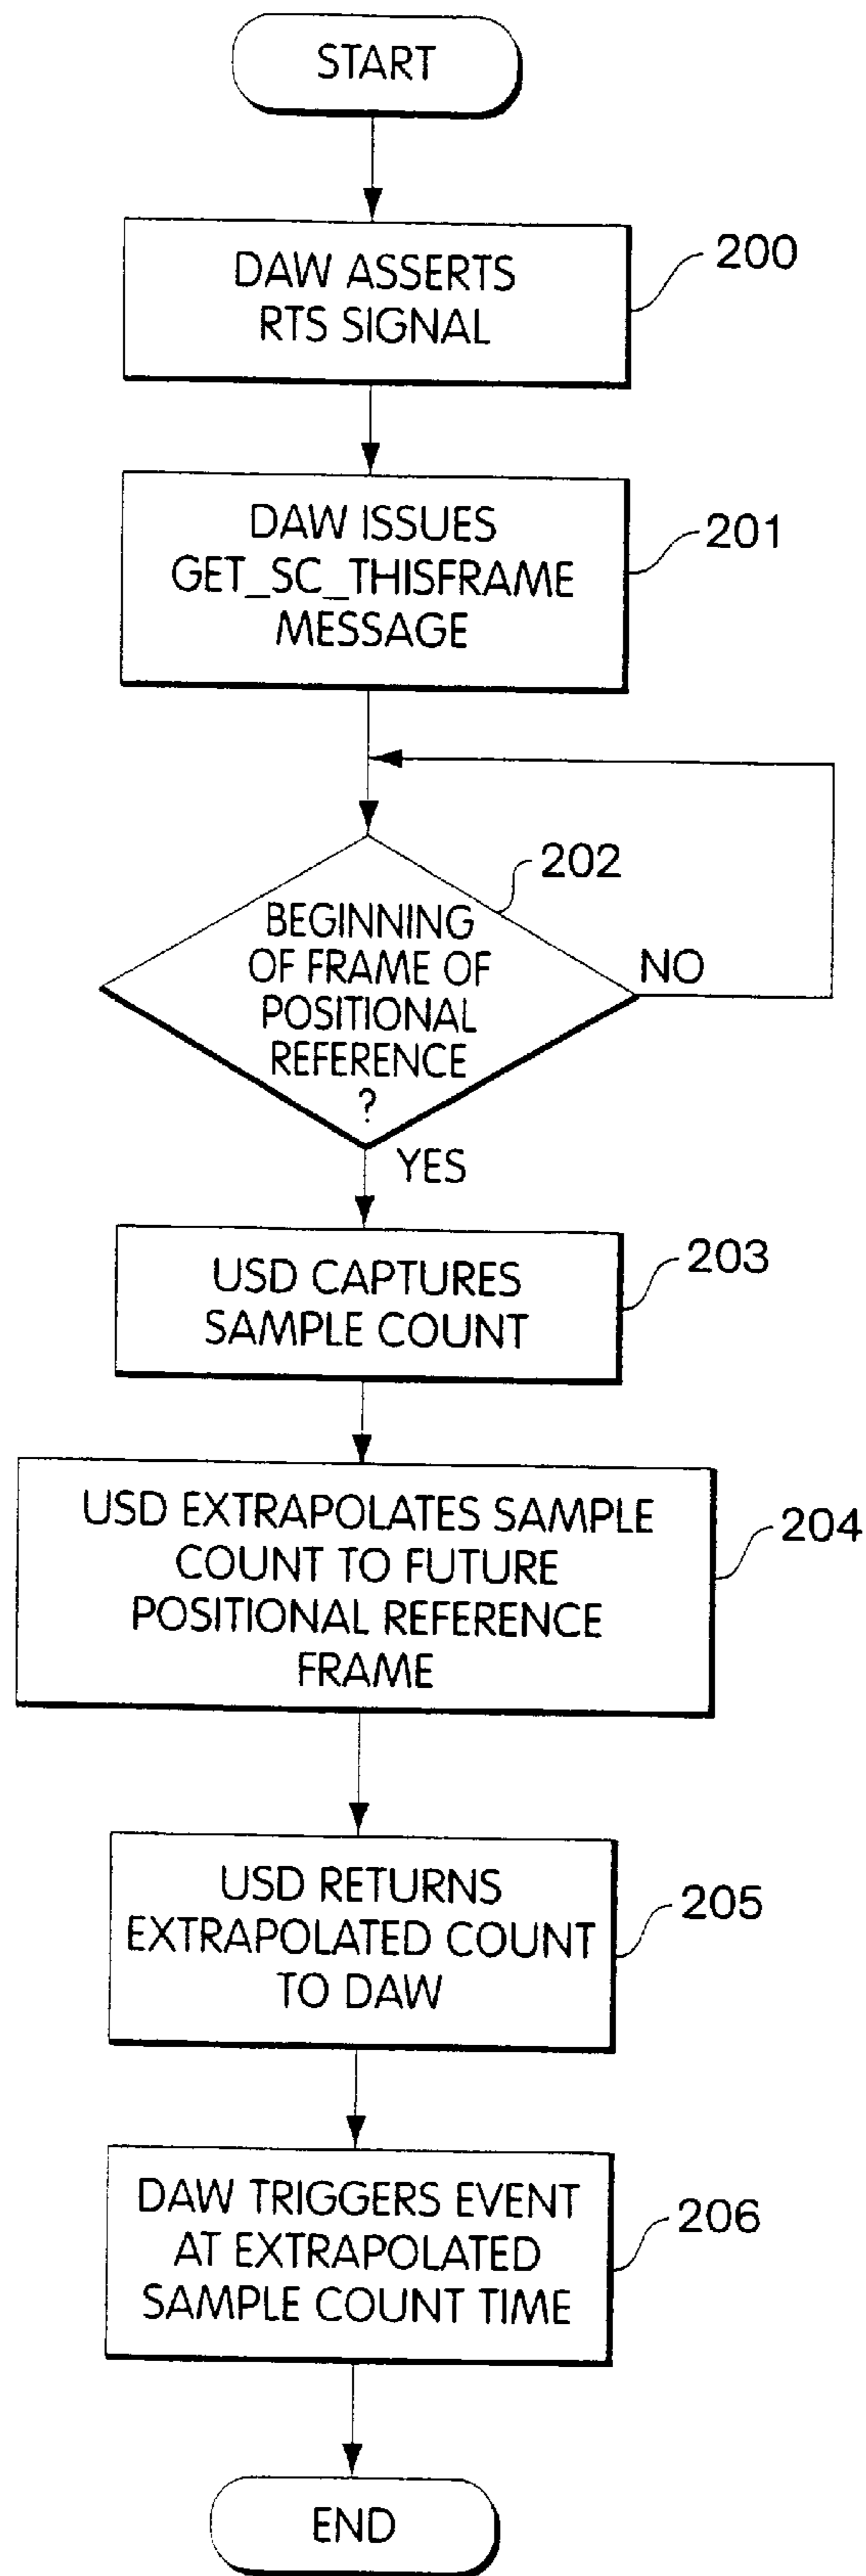 START
DAW ASSERTS
RTS SIGNAL
200
DAW ISSUES
GET_SC_THISFRAME
MESSAGE
201
202
BEGINNING
OF FRAME OF
POSITIONAL
REFERENCE
?
NO
YES
USD CAPTURES
SAMPLE COUNT
203
USD EXTRAPOLATES SAMPLE
COUNT TO FUTURE
POSITIONAL REFERENCE
FRAME
204
USD RETURNS
EXTRAPOLATED COUNT
TO DAW
205
DAW TRIGGERS EVENT
AT EXTRAPOLATED
SAMPLE COUNT TIME
206
END